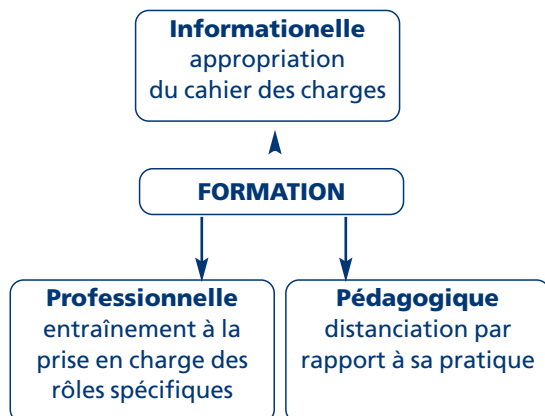 Informationelle
appropriation
du cahier des charges
FORMATION
Professionnelle
entraînement à la
prise en charge des
rôles spécifiques
Pédagogique
distanciation par
rapport à sa pratique